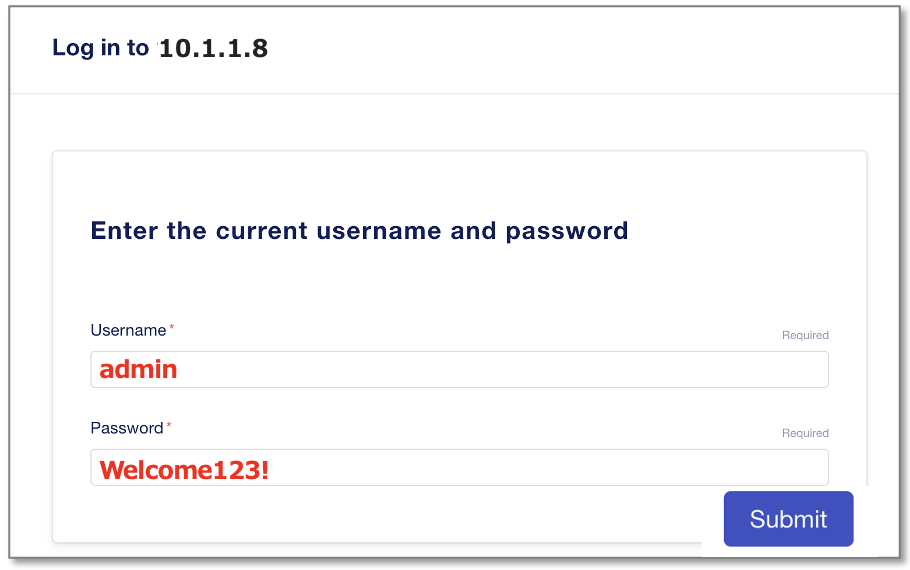 Log in to 10.1.1.8
Enter the current username and password
Username*
Required
admin
Password*
Required
Welcome123!
Submit